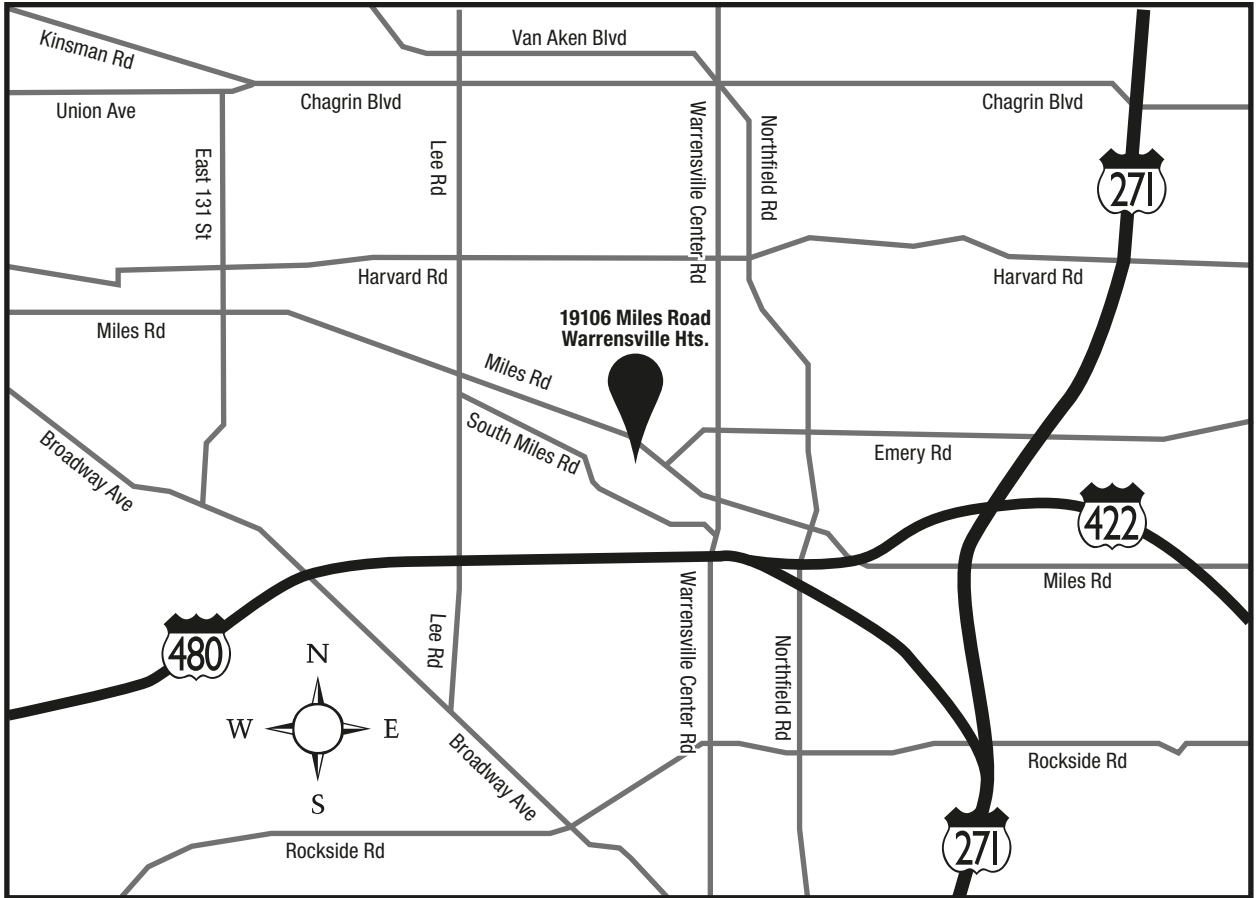 Kinsman Rd
Van Aken Blvd
Union Ave
Chagrin Blvd
Chagrin Blvd
East 131 St
Lee Rd
Warrensville Center Rd
Northfield Rd
271
Harvard Rd
Harvard Rd
Miles Rd
19106 Miles Road
Warrensville Hts.
Miles Rd
South Miles Rd
Emery Rd
Broadway Ave
422
Miles Rd
480
Lee Rd
Warrensville Center Rd
Northfield Rd
N
W
E
S
Broadway Ave
Rockside Rd
Rockside Rd
271